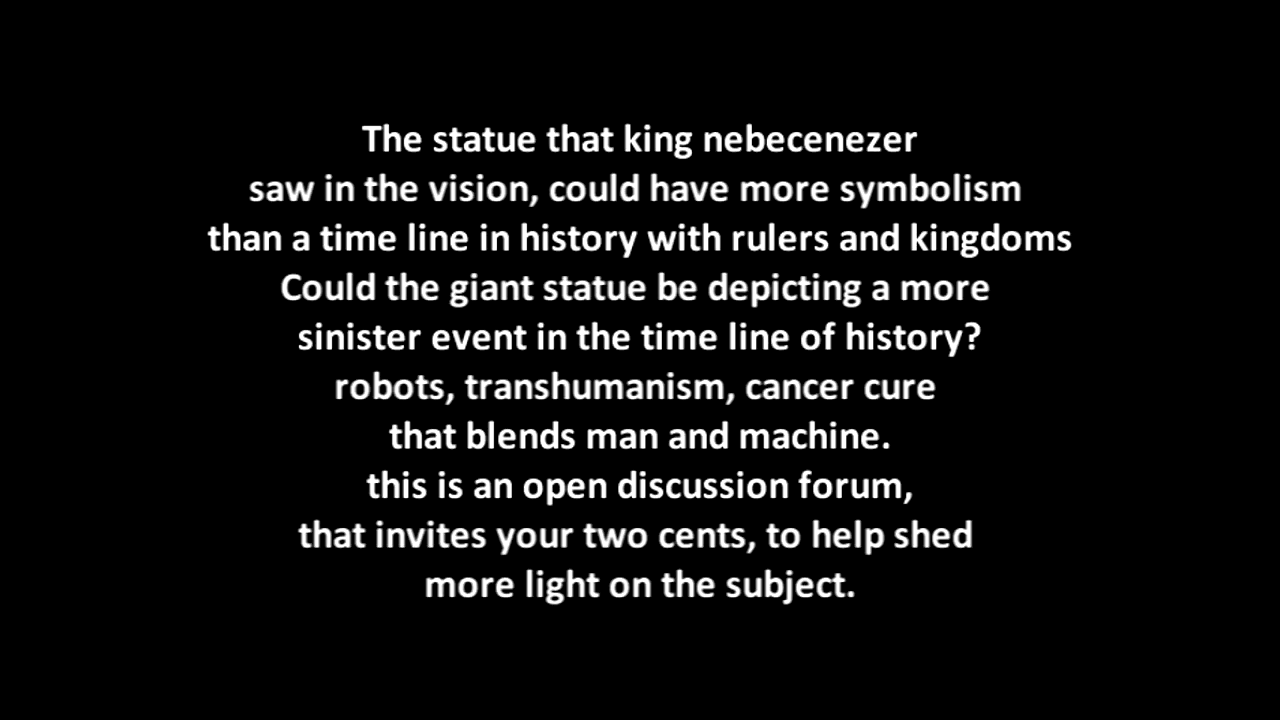 The statue that king nebecenezer
saw in the vision, could have more symbolism
than a time line in history with rulers and kingdoms
Could the giant statue be depicting a more
sinister event in the time line of history?
robots, transhumanism, cancer cure
that blends man and machine.
this is an open discussion forum,
that invites your two cents, to help shed
more light on the subject.